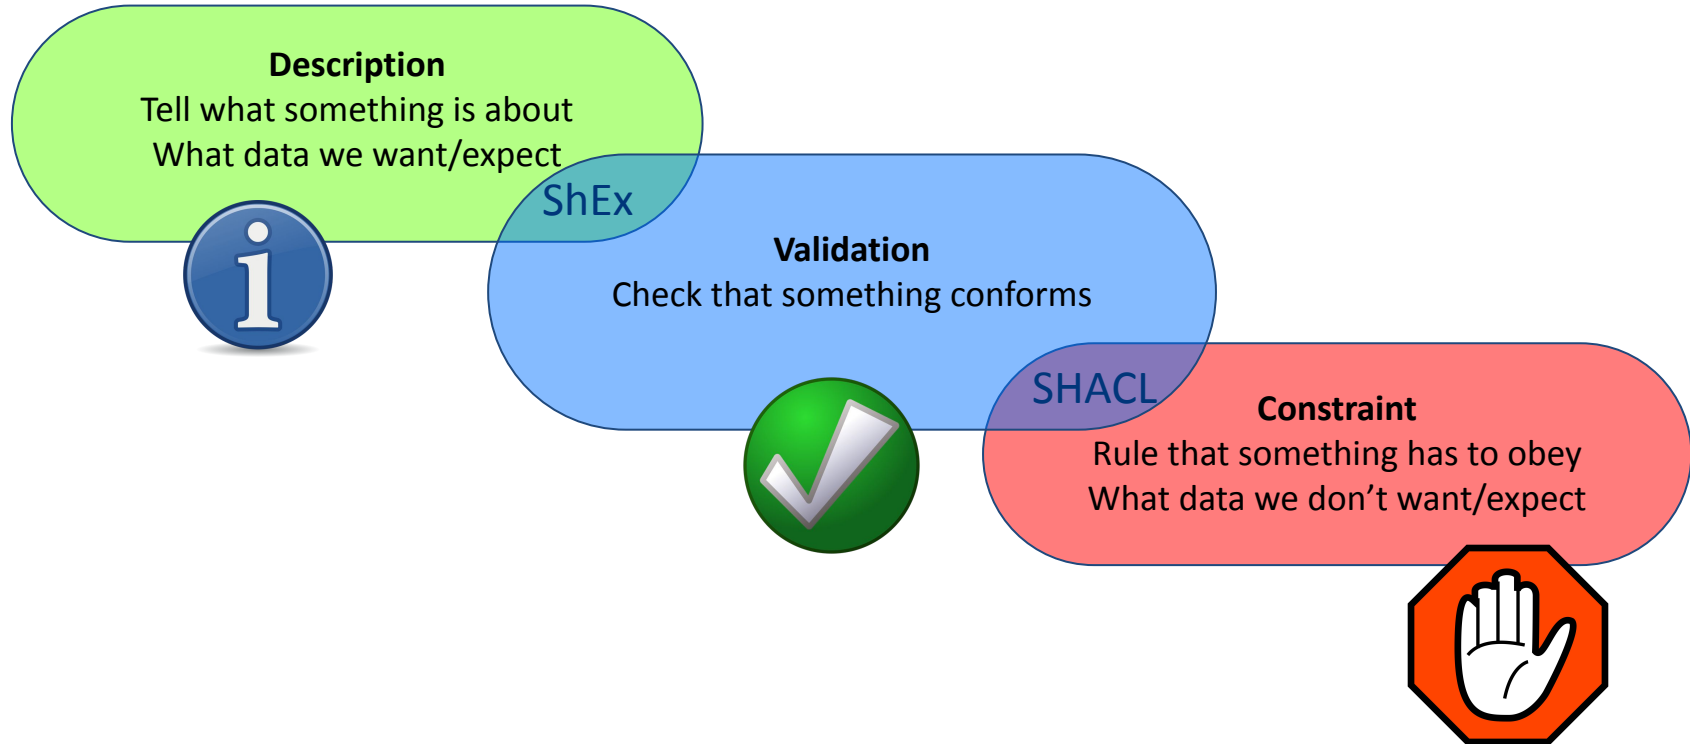 Description
Tell what something is about
What data we want/expect
ShEx
Validation
Check that something conforms
SHACL
Constraint
Rule that something has to obey
What data we don’t want/expect